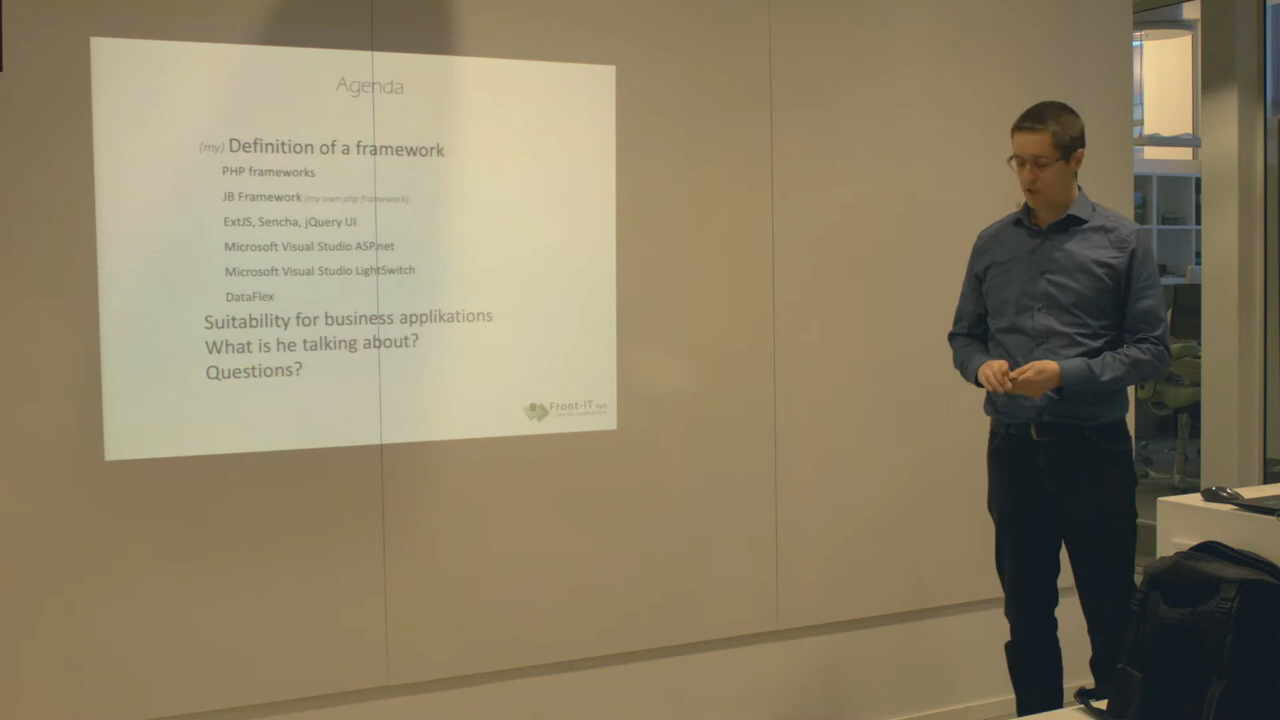 Agenda
(my) Definition of a framework
PHP frameworks
JB Framework (my own php framework)
ExtJS, Sencha, jQuery UI
Microsoft Visual Studio ASP.net
Microsoft Visual Studio LightSwitch
DataFlex
Suitability for business applikations
What is he talking about?
Questions?
Front-IT